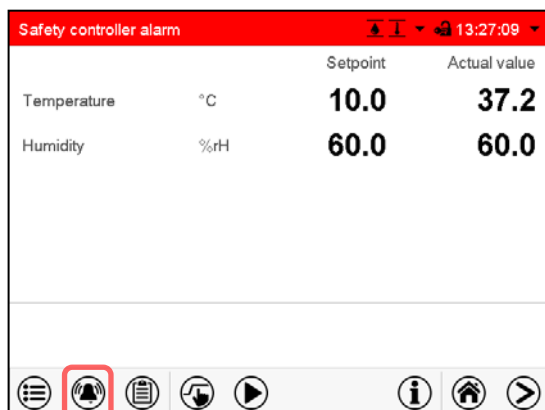 Safety controller alarm 13:27:09
Setpoint Actual value
Temperature °C 10.0 37.2
Humidity %rH 60.0 60.0